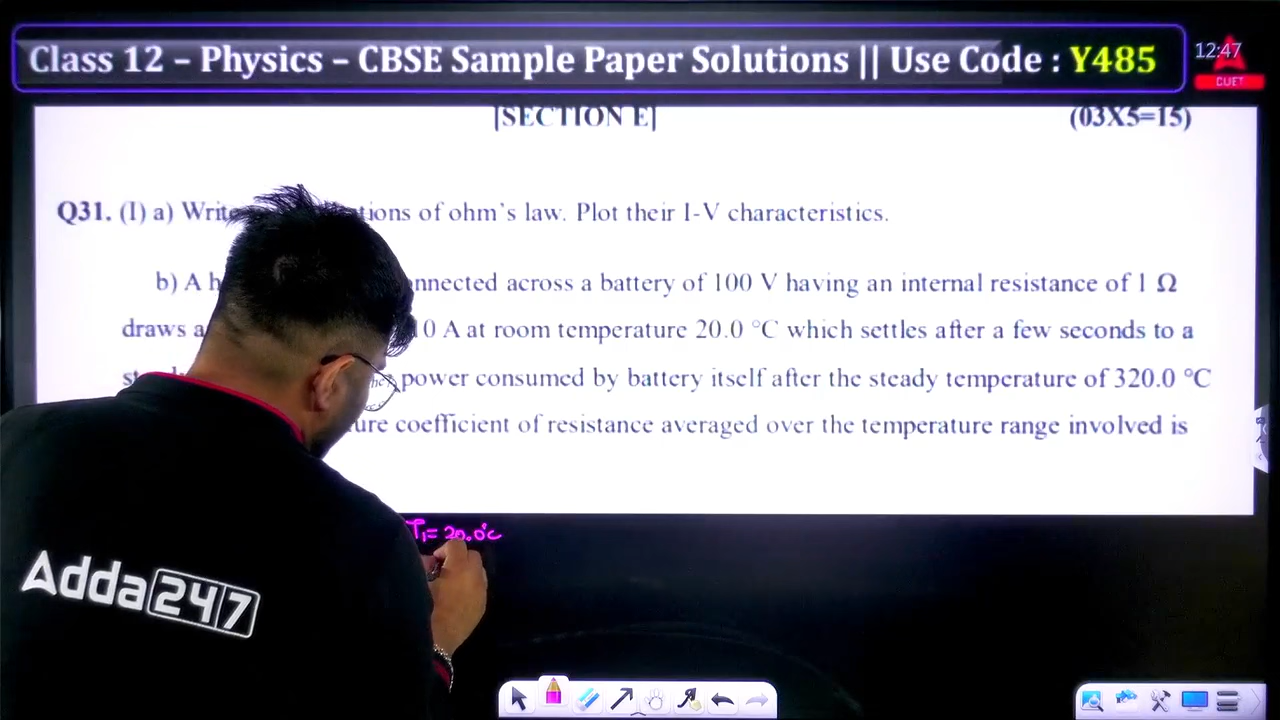 Class 12 – Physics – CBSE Sample Paper Solutions || Use Code : Y485
12:47
CUET
[SECTION E]
(03X5=15)
Q31. (I) a) Write tions of ohm's law. Plot their I-V characteristics.
b) A h nnected across a battery of 100 V having an internal resistance of 1 Ω
draws a 10 A at room temperature 20.0 °C which settles after a few seconds to a
power consumed by battery itself after the steady temperature of 320.0 °C
ture coefficient of resistance averaged over the temperature range involved is
T₁= 20.0°C
Adda247